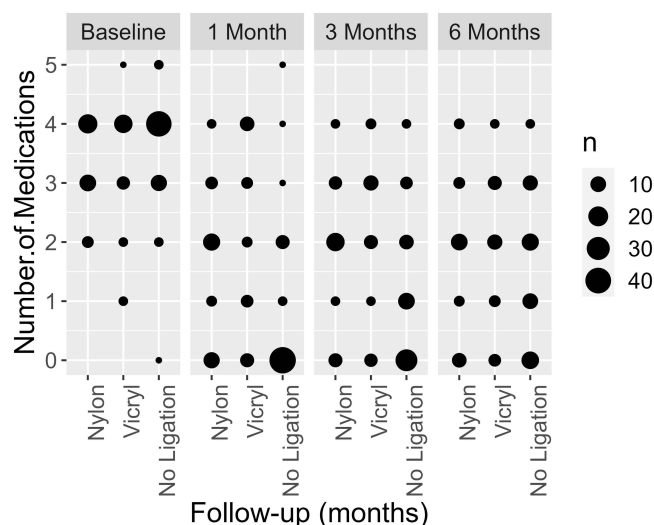 Baseline
1 Month
3 Months
6 Months
Number.of.Medications
5
4
3
2
1
0
Nylon
Vicryl
No Ligation
Nylon
Vicryl
No Ligation
Nylon
Vicryl
No Ligation
Nylon
Vicryl
No Ligation
Follow-up (months)
n
10
20
30
40